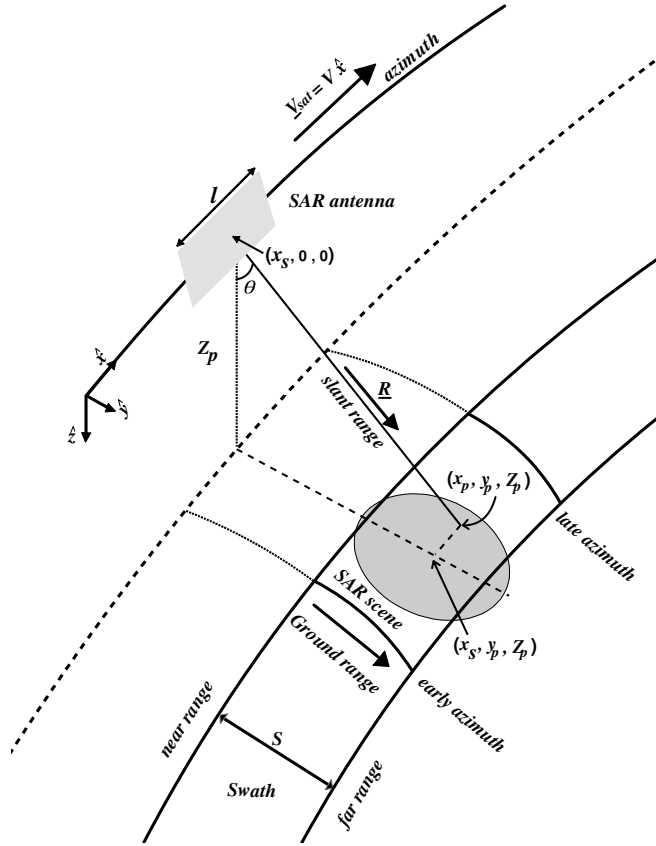 azimuth
V_sat = V x̂
l
SAR antenna
(x_s, 0, 0)
θ
Z_p
x̂
ŷ
ẑ
slant range
R
(x_p, y_p, Z_p)
late azimuth
SAR scene
Ground range
(x_s, y_p, Z_p)
early azimuth
near range
S
Swath
far range